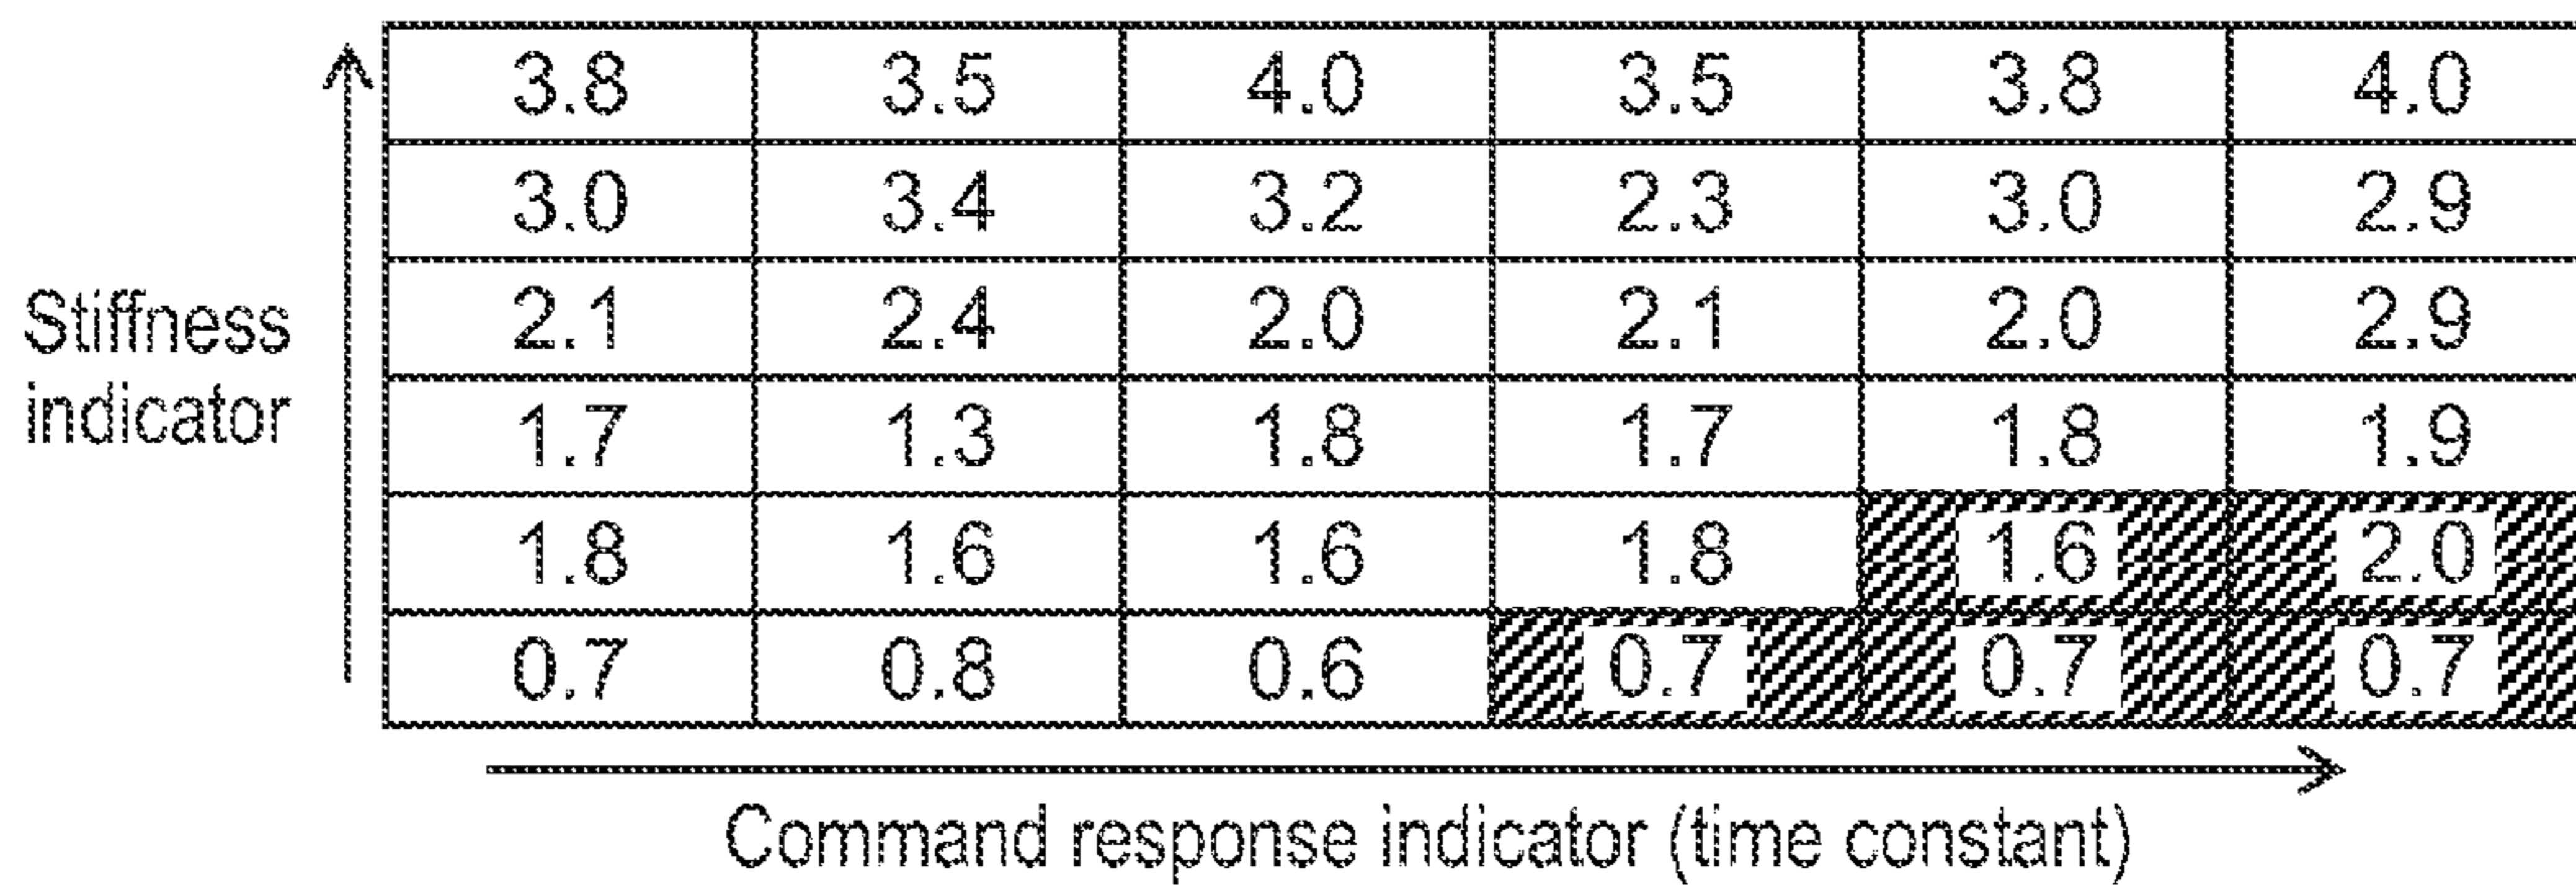 3.8 3.5 4.0 3.5 3.8 4.0
3.0 3.4 3.2 2.3 3.0 2.9
Stiffness
indicator
2.1 2.4 2.0 2.1 2.0 2.9
1.7 1.3 1.8 1.7 1.8 1.9
1.8 1.6 1.6 1.8 1.6 2.0
0.7 0.8 0.6 0.7 0.7 0.7
Command response indicator (time constant)